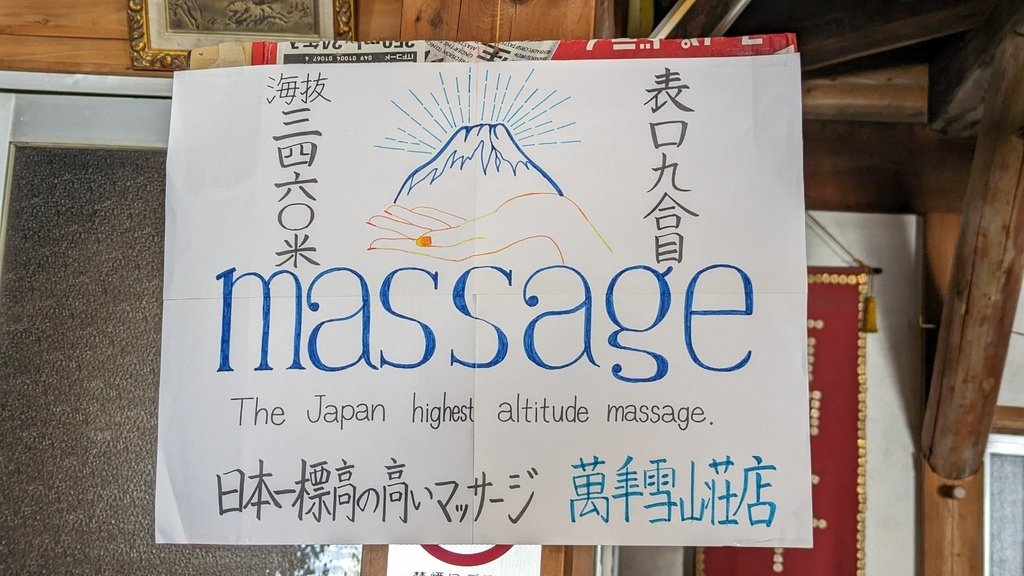 表口九合目
海抜
三四六〇米
massage
The Japan highest altitude massage.
日本一標高の高いマッサージ
萬年雪山荘店